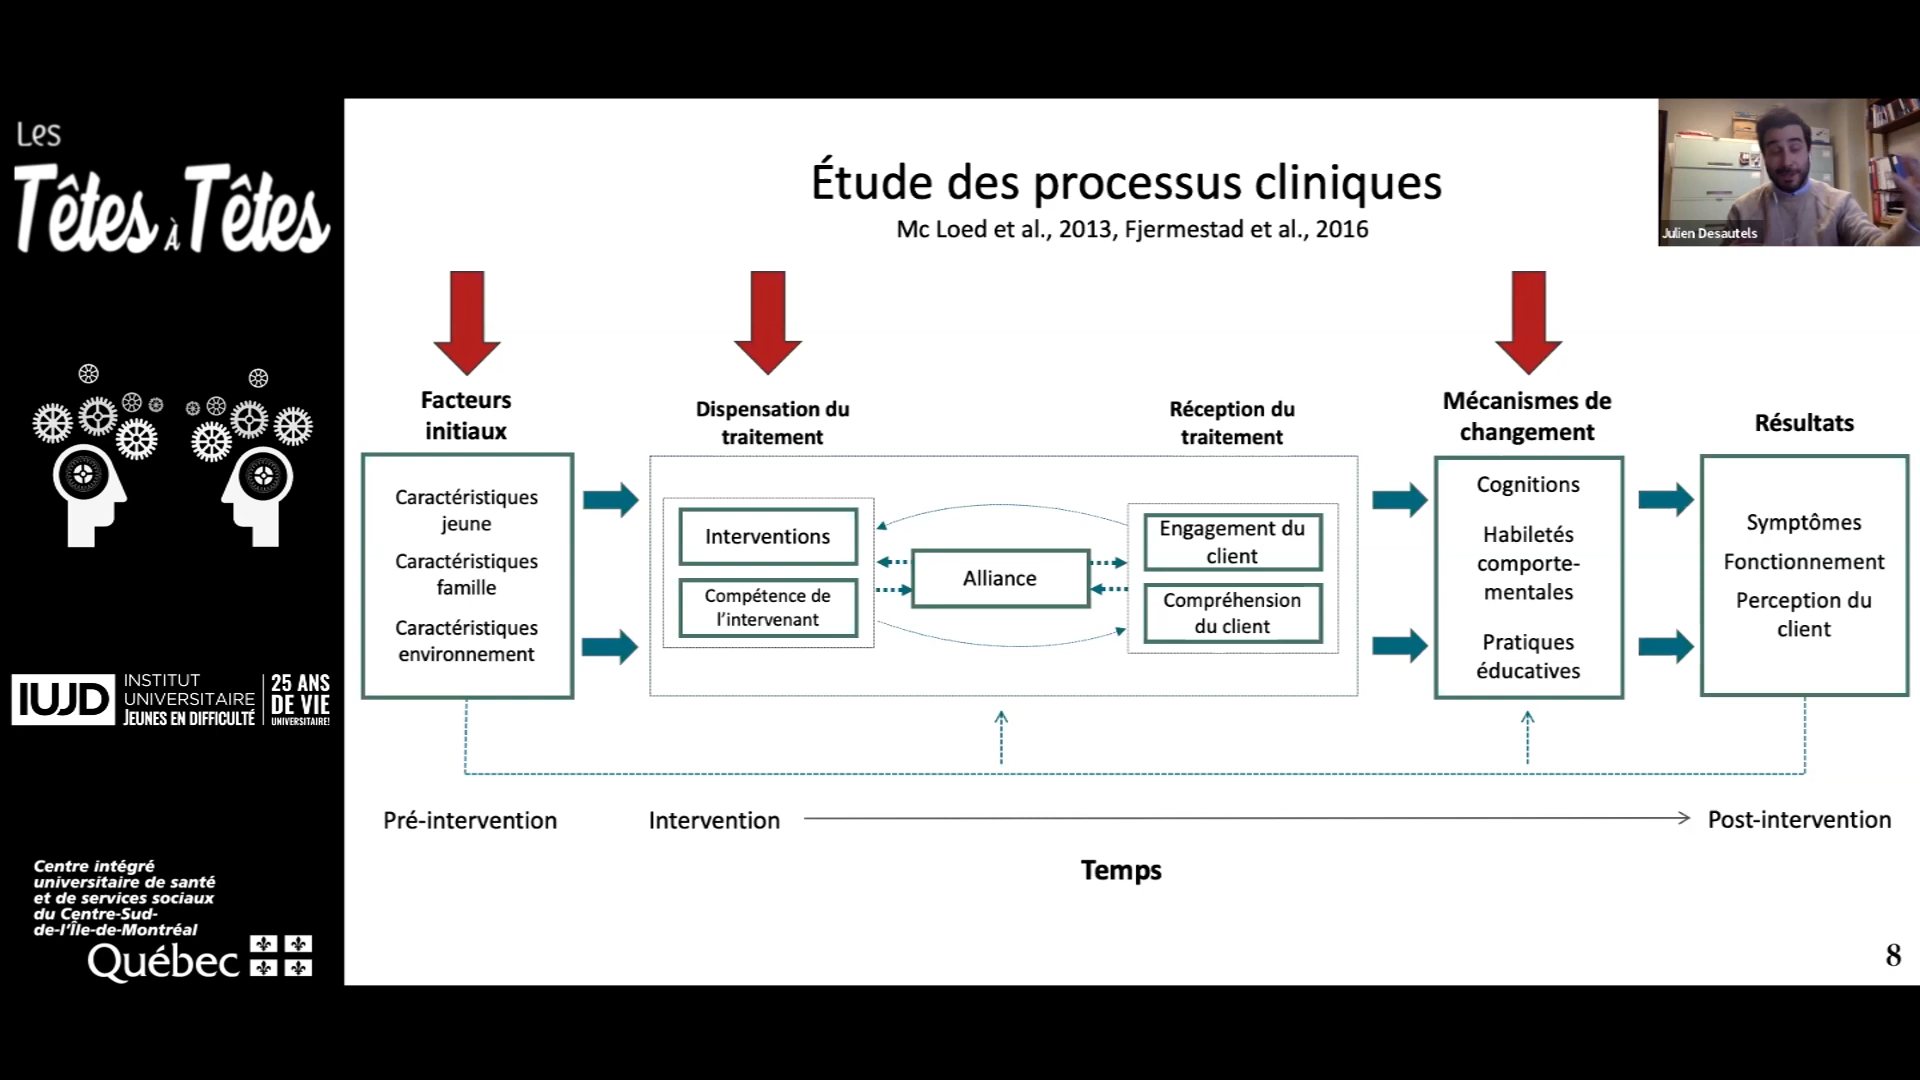 Les
Têtes à Têtes
IUJD
INSTITUT
UNIVERSITAIRE
JEUNES EN DIFFICULTÉ
25 ANS
DE VIE
UNIVERSITAIRE!
Centre intégré
universitaire de santé
et de services sociaux
du Centre-Sud-
de-l'Île-de-Montréal
Québec
Étude des processus cliniques
Mc Loed et al., 2013, Fjermestad et al., 2016
Julien Desautels
Facteurs
initiaux
Caractéristiques
jeune
Caractéristiques
famille
Caractéristiques
environnement
Dispensation du
traitement
Interventions
Compétence de
l'intervenant
Alliance
Réception du
traitement
Engagement du
client
Compréhension
du client
Mécanismes de
changement
Cognitions
Habiletés
comporte-
mentales
Pratiques
éducatives
Résultats
Symptômes
Fonctionnement
Perception du
client
Pré-intervention
Intervention
Post-intervention
Temps
8